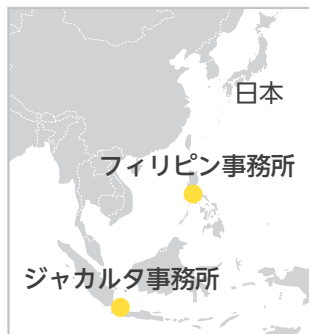 日本
フィリピン事務所
ジャカルタ事務所